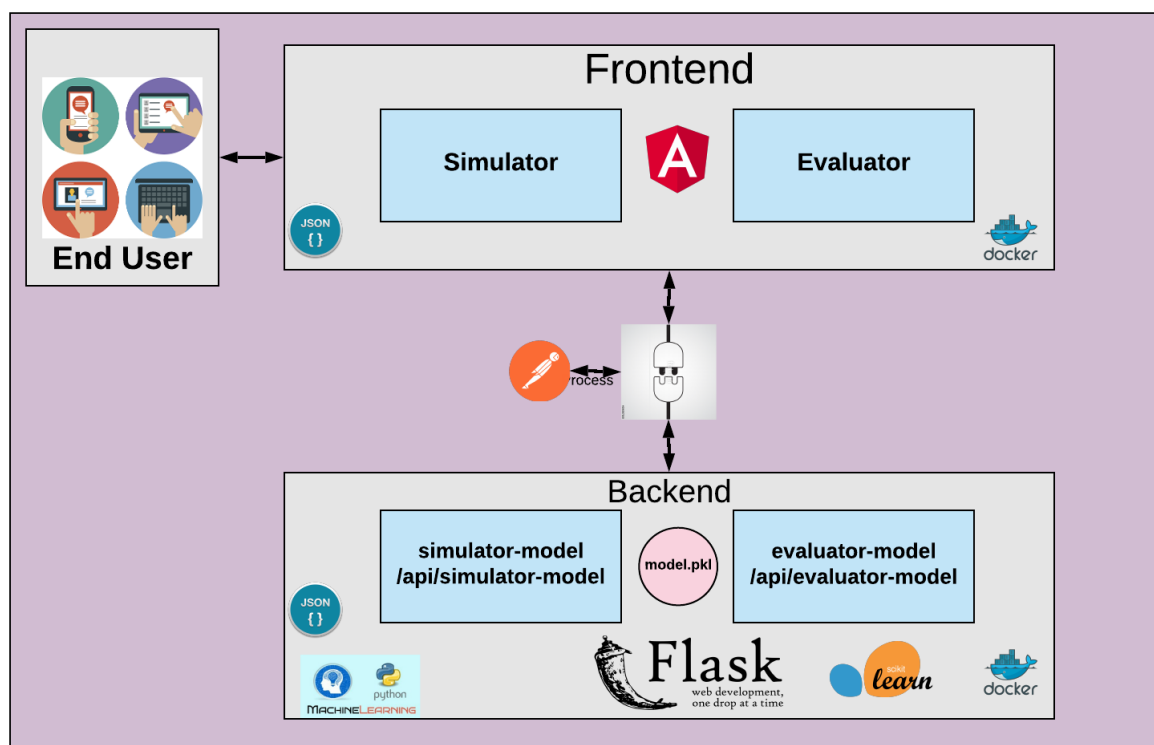 Frontend
Simulator
Evaluator
JSON
{ }
docker
End User
rocess
Backend
simulator-model
/api/simulator-model
model.pkl
evaluator-model
/api/evaluator-model
JSON
{ }
python
MACHINELEARNING
Flask
web development,
one drop at a time
scikit
learn
docker